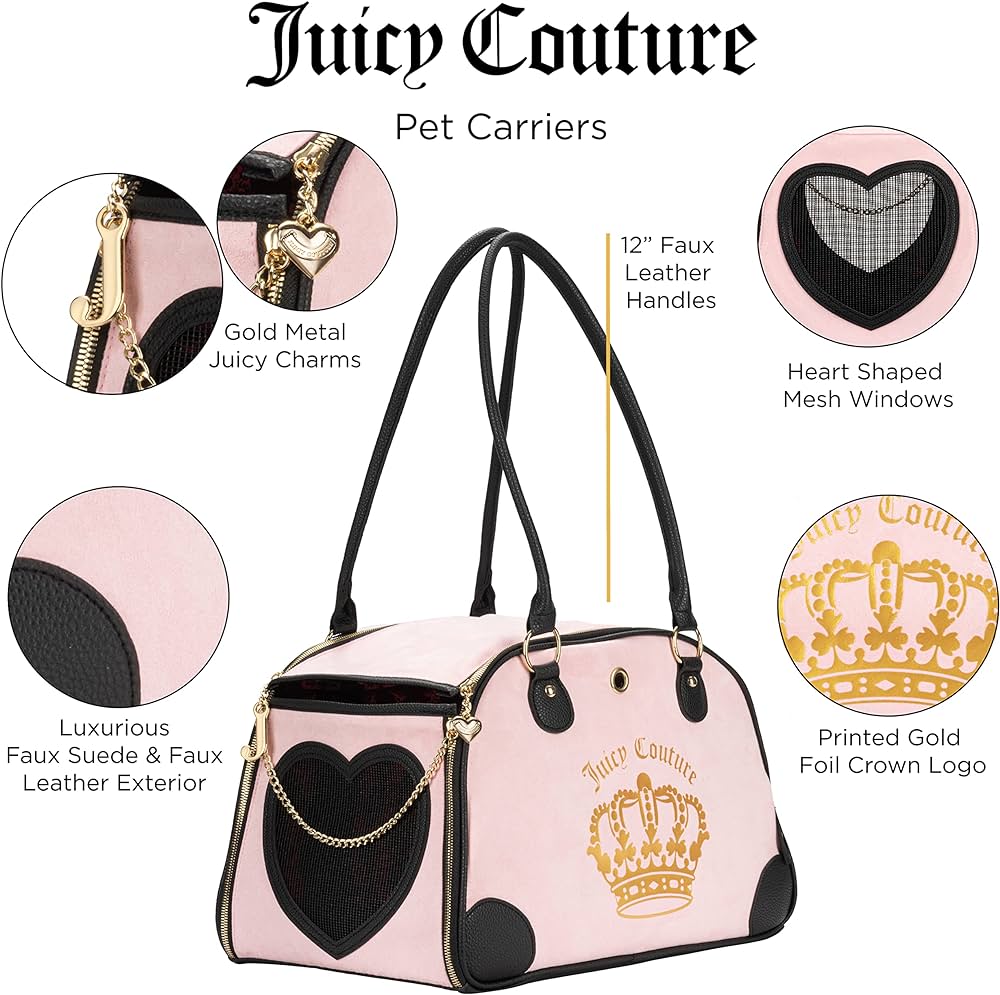 Juicy Couture
Pet Carriers
Gold Metal
Juicy Charms
12” Faux
Leather
Handles
Heart Shaped
Mesh Windows
Luxurious
Faux Suede & Faux
Leather Exterior
Juicy Couture
Juicy Couture
Printed Gold
Foil Crown Logo